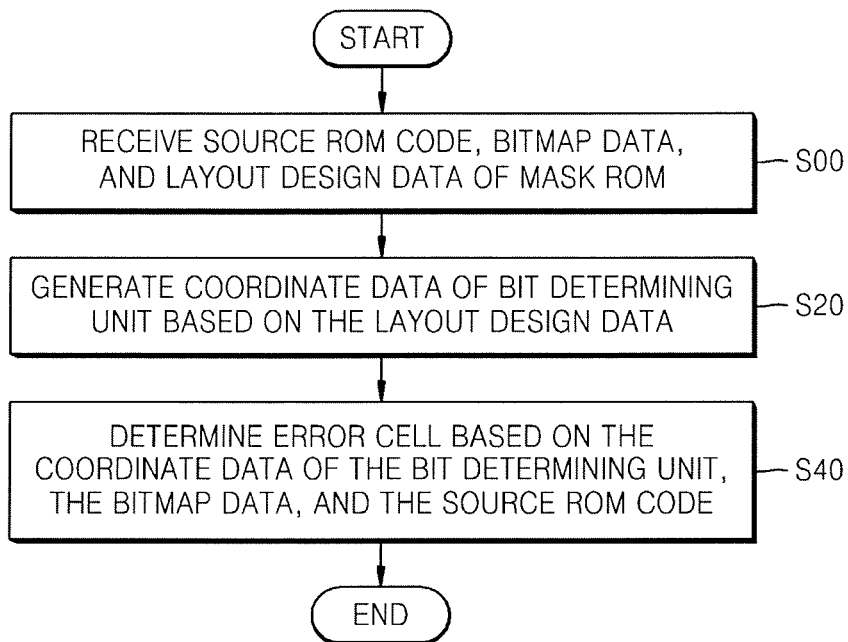 START
RECEIVE SOURCE ROM CODE, BITMAP DATA,
AND LAYOUT DESIGN DATA OF MASK ROM
S00
GENERATE COORDINATE DATA OF BIT DETERMINING
UNIT BASED ON THE LAYOUT DESIGN DATA
S20
DETERMINE ERROR CELL BASED ON THE
COORDINATE DATA OF THE BIT DETERMINING UNIT,
THE BITMAP DATA, AND THE SOURCE ROM CODE
S40
END